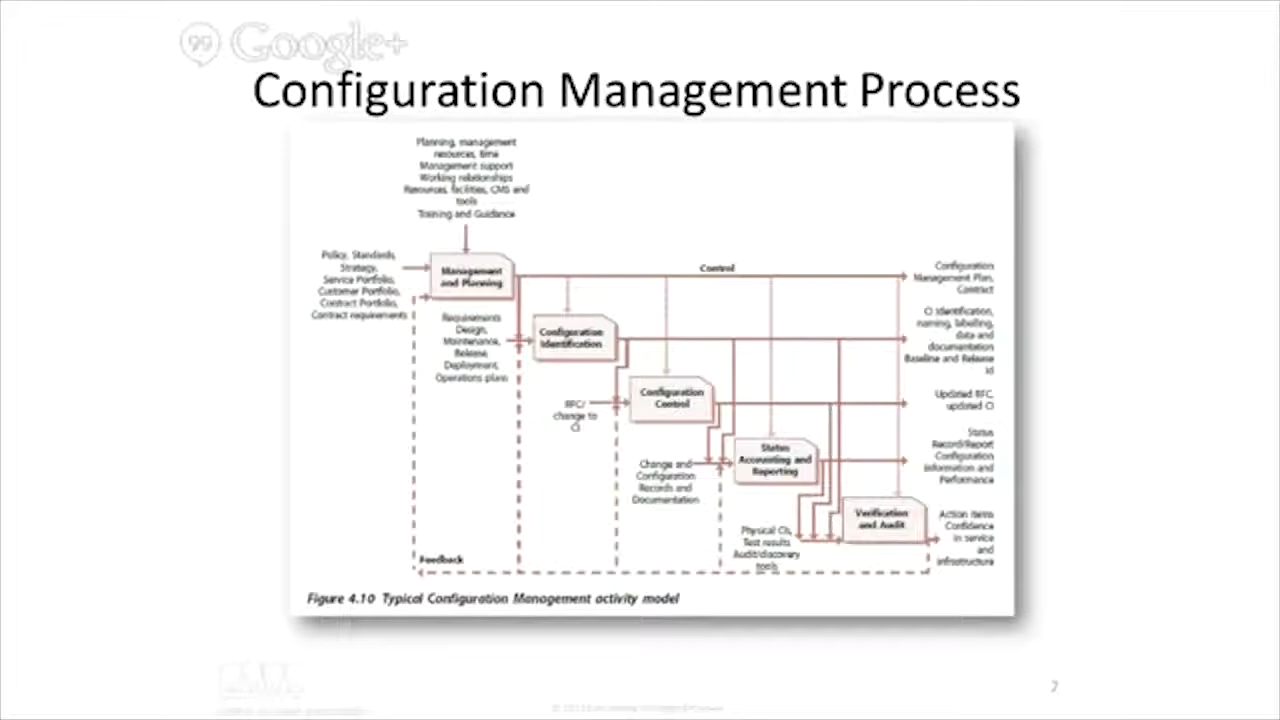 99 Google+
Configuration Management Process
Planning, management
resources, time
Management support
Working relationships
Resources, facilities, CMS and
tools
Training and Guidance
Policy, Standards,
Strategy,
Service Portfolio,
Customer Portfolio,
Contract Portfolio,
Contract requirements
Management
and Planning
Control
Configuration
Management Plan,
Contract
Requirements
Design,
Maintenance,
Release,
Deployment,
Operations plans
Configuration
Identification
CI Identification,
naming, labelling,
data and
documentation
Baseline and Release
Id
RFC/
change to
CI
Configuration
Control
Updated RFC,
updated CI
Change and
Configuration
Records and
Documentation
Status
Accounting and
Reporting
Status
Record/Report
Configuration
Information and
Performance
Physical CIs,
Test results
Audit/discovery
tools
Verification
and Audit
Action items
Confidence
in service
and
infrastructure
Feedback
Figure 4.10 Typical Configuration Management activity model
7